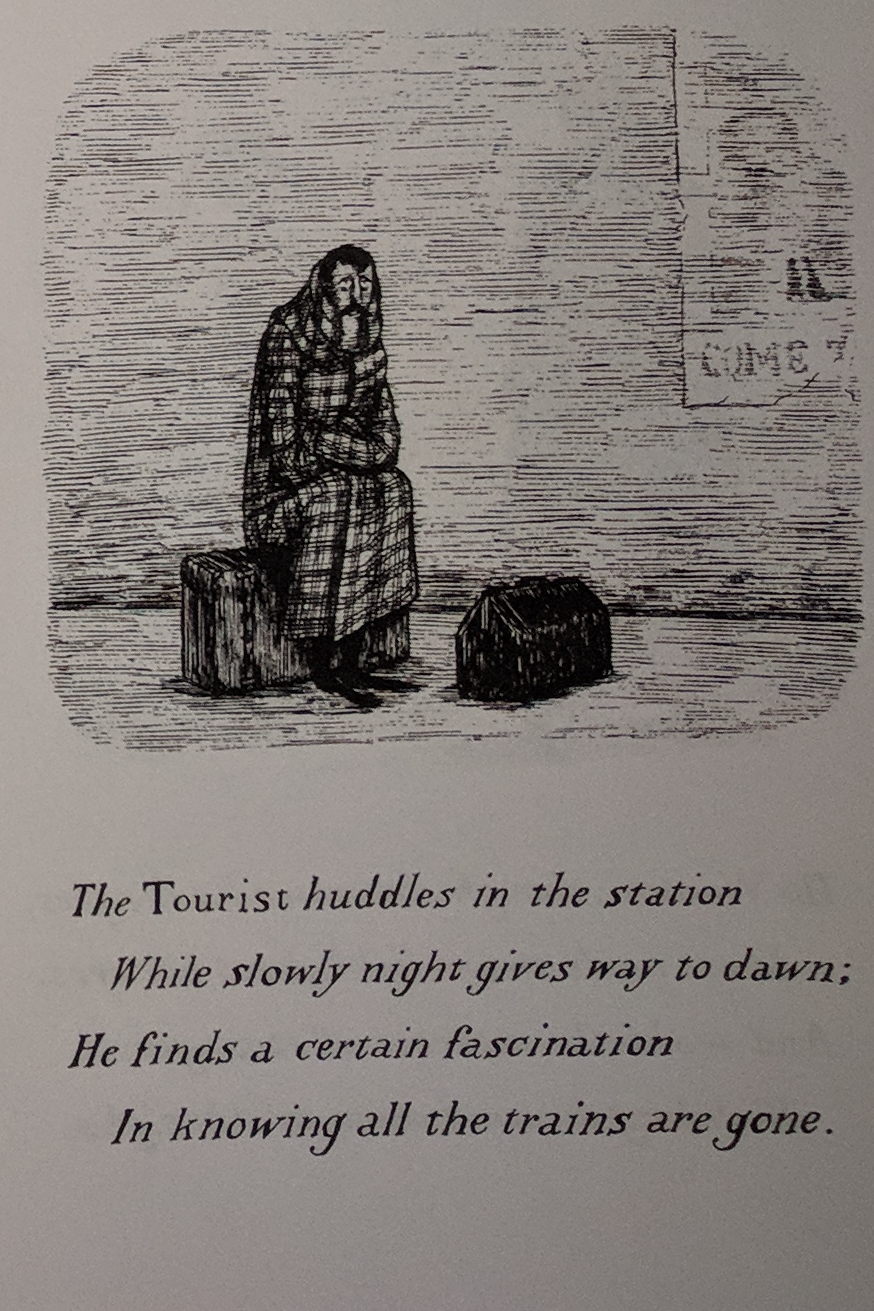 COME
The Tourist huddles in the station
While slowly night gives way to dawn;
He finds a certain fascination
In knowing all the trains are gone.